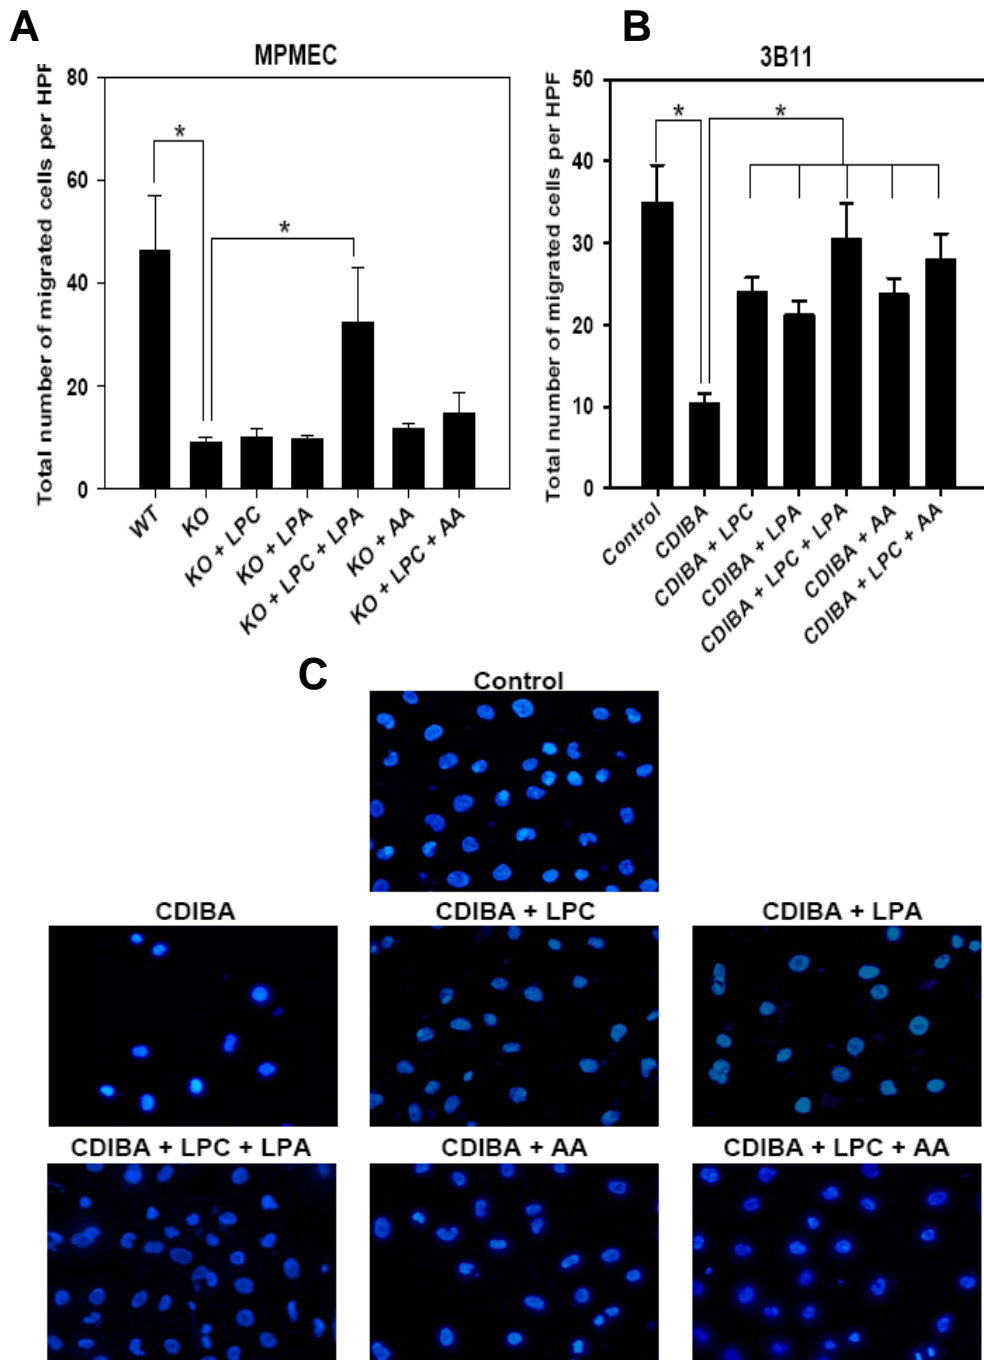 A
MPMEC
Total number of migrated cells per HPF
80
60
40
20
0
*
*
WT
KO
KO + LPC
KO + LPA
KO + LPC + LPA
KO + AA
KO + LPC + AA
B
3B11
Total number of migrated cells per HPF
50
40
30
20
10
0
*
*
Control
CDIBA
CDIBA + LPC
CDIBA + LPA
CDIBA + LPC + LPA
CDIBA + AA
CDIBA + LPC + AA
C
Control
CDIBA
CDIBA + LPC
CDIBA + LPA
CDIBA + LPC + LPA
CDIBA + AA
CDIBA + LPC + AA